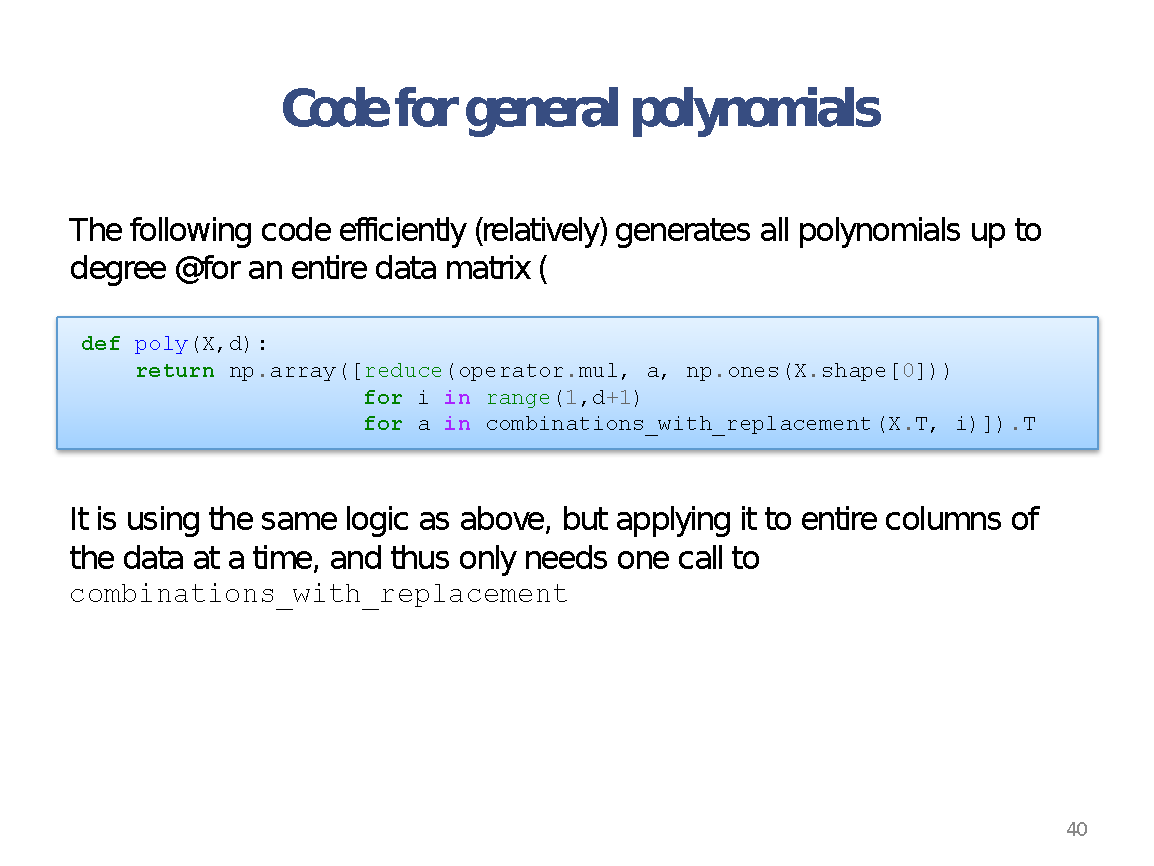 Code for general polynomials
The following code efficiently (relatively) generates all polynomials up to
degree @for an entire data matrix (
def poly(X,d):
    return np.array([reduce(operator.mul, a, np.ones(X.shape[0]))
                     for i in range(1,d+1)
                     for a in combinations_with_replacement(X.T, i)]).T
It is using the same logic as above, but applying it to entire columns of
the data at a time, and thus only needs one call to
combinations_with_replacement
40